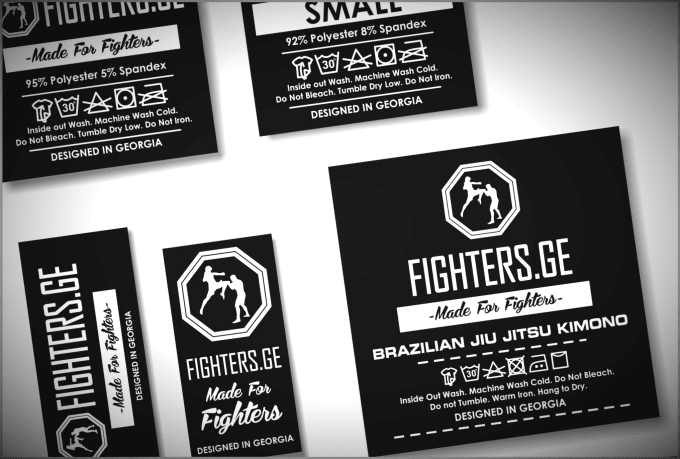 FIGHTERS.GE
-Made For Fighters-
95% Polyester 5% Spandex
30
Inside out Wash. Machine Wash Cold.
Do Not Bleach. Tumble Dry Low. Do Not Iron.
DESIGNED IN GEORGIA
SMALL
92% Polyester 8% Spandex
30
Inside out Wash. Machine Wash Cold.
Do Not Bleach. Tumble Dry Low. Do Not Iron.
DESIGNED IN GEORGIA
FIGHTERS.GE
-Made For Fighters-
DESIGNED IN GEORGIA
FIGHTERS.GE
Made For
Fighters
DESIGNED IN GEORGIA
FIGHTERS.GE
-Made For Fighters-
BRAZILIAN JIU JITSU KIMONO
30
Inside out Wash. Machine Wash Cold. Do Not Bleach.
Do not Tumble. Warm Iron. Hang to Dry.
DESIGNED IN GEORGIA